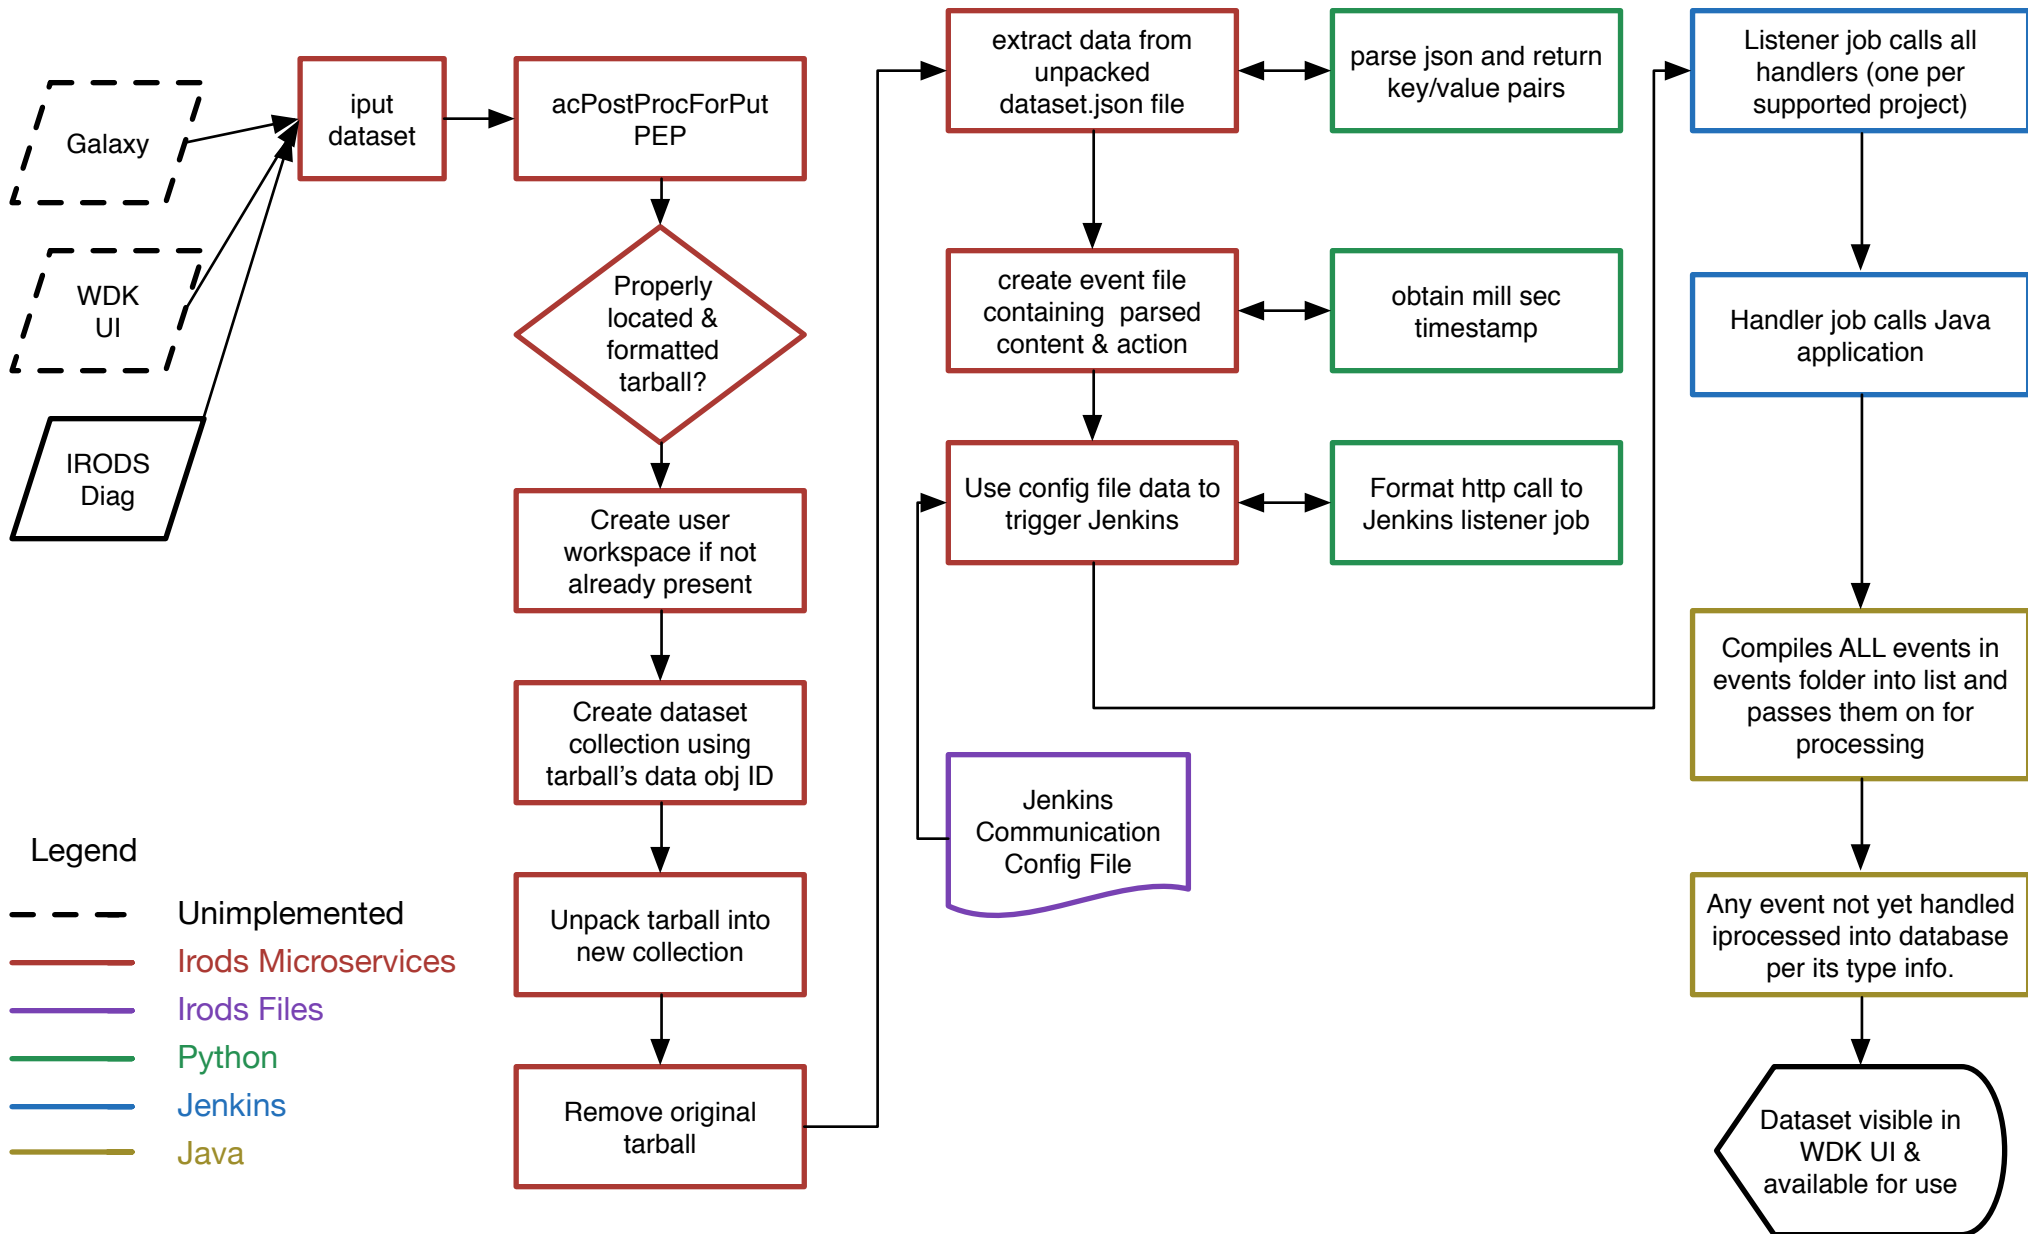 Galaxy
WDK
UI
IRODS
Diag
iput
dataset
acPostProcForPut
PEP
Properly
located &
formatted
tarball?
Create user
workspace if not
already present
Create dataset
collection using
tarball’s data obj ID
Unpack tarball into
new collection
Remove original
tarball
extract data from
unpacked
dataset.json file
parse json and return
key/value pairs
create event file
containing  parsed
content & action
obtain mill sec
timestamp
Use config file data to
trigger Jenkins
Format http call to
Jenkins listener job
Jenkins
Communication
Config File
Listener job calls all
handlers (one per
supported project)
Handler job calls Java
application
Compiles ALL events in
events folder into list and
passes them on for
processing
Any event not yet handled
iprocessed into database
per its type info.
Dataset visible in
WDK UI &
available for use
Legend
Unimplemented
Irods Microservices
Irods Files
Python
Jenkins
Java